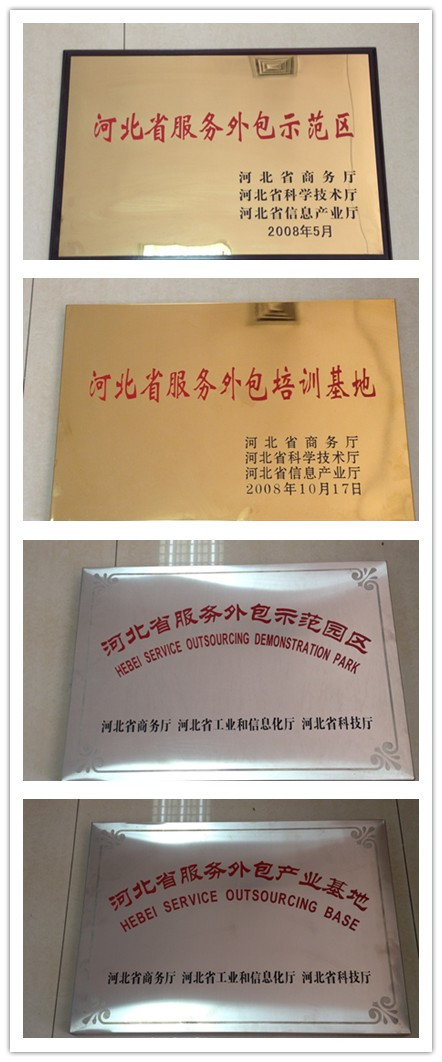 河北省服务外包示范区
河北省商务厅
河北省科学技术厅
河北省信息产业厅
2008年5月
河北省服务外包培训基地
河北省商务厅
河北省科学技术厅
河北省信息产业厅
2008年10月17日
河北省服务外包示范园区
HEBEI SERVICE OUTSOURCING DEMONSTRATION PARK
河北省商务厅 河北省工业和信息化厅 河北省科技厅
河北省服务外包产业基地
HEBEI SERVICE OUTSOURCING BASE
河北省商务厅 河北省工业和信息化厅 河北省科技厅